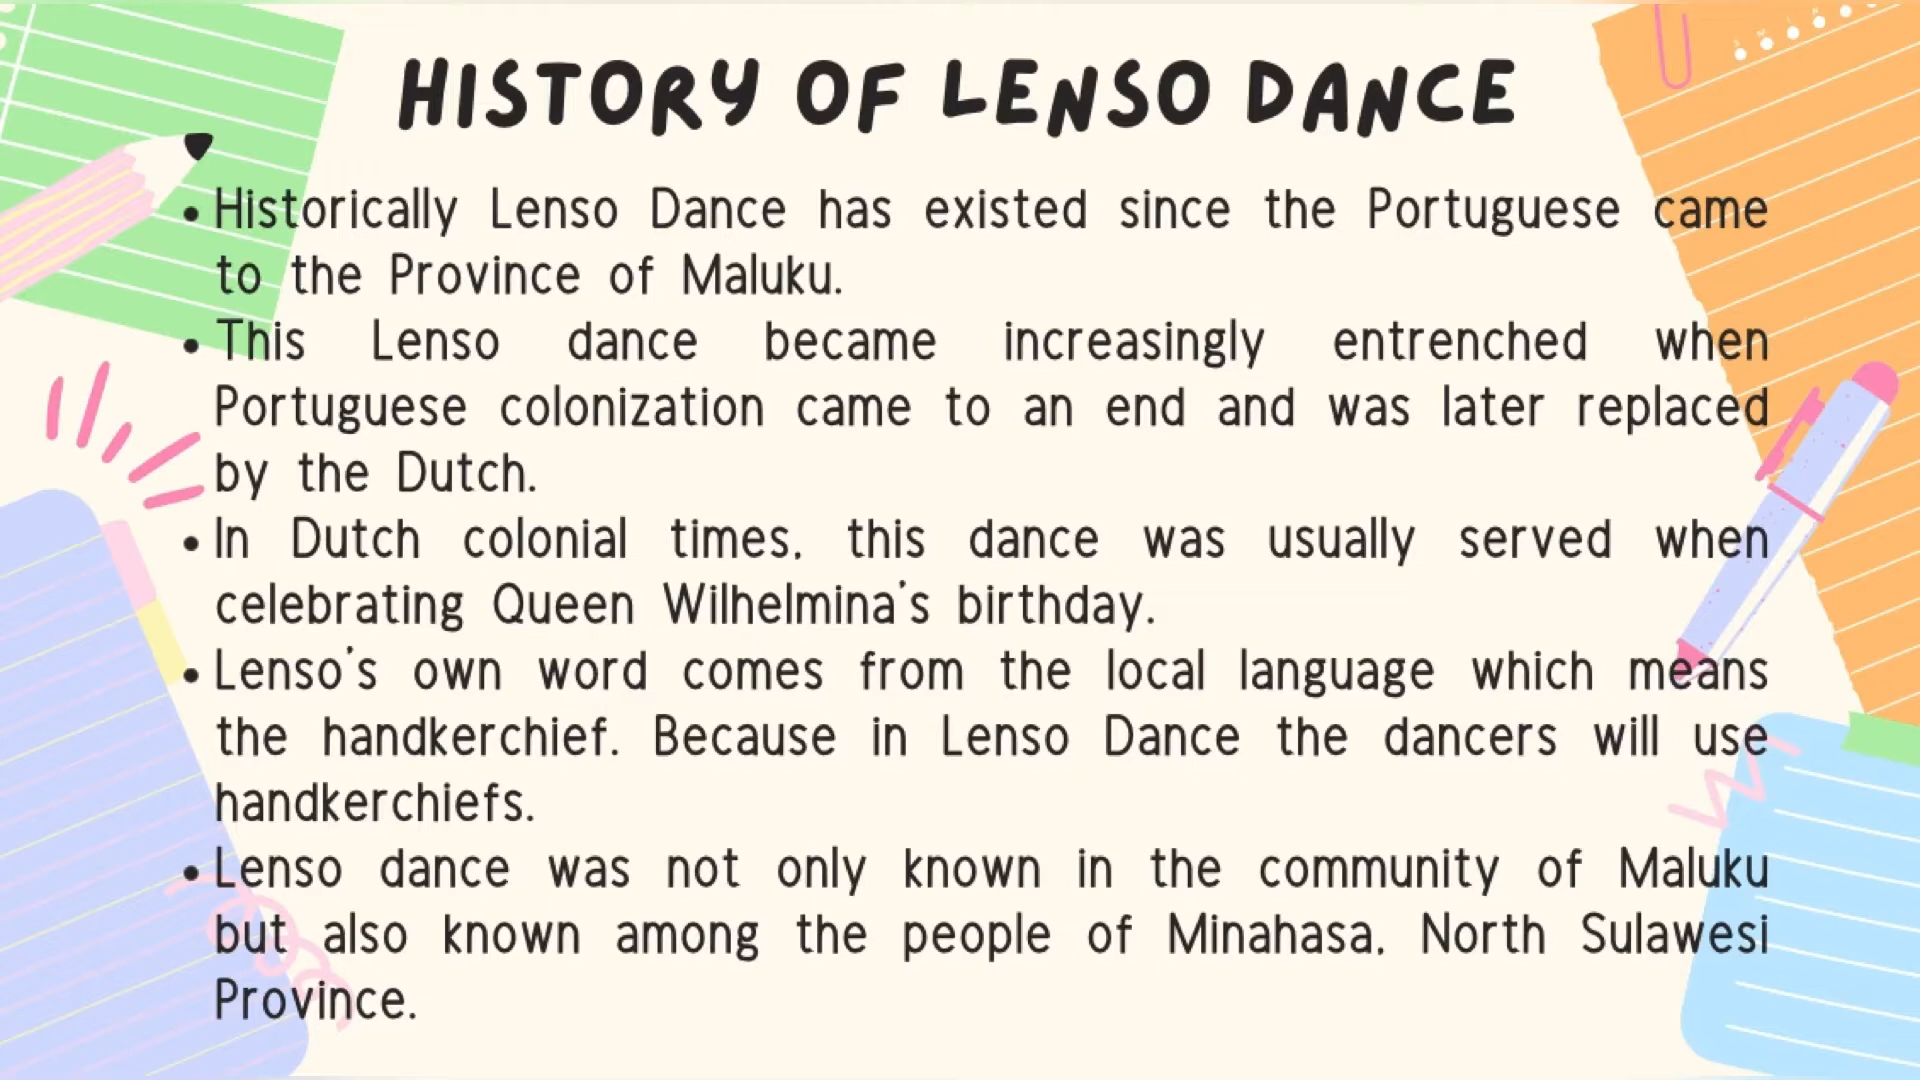 HISTORY OF LENSO DANCE
• Historically Lenso Dance has existed since the Portuguese came
to the Province of Maluku.
• This Lenso dance became increasingly entrenched when
Portuguese colonization came to an end and was later replaced
by the Dutch.
• In Dutch colonial times, this dance was usually served when
celebrating Queen Wilhelmina's birthday.
• Lenso's own word comes from the local language which means
the handkerchief. Because in Lenso Dance the dancers will use
handkerchiefs.
• Lenso dance was not only known in the community of Maluku
but also known among the people of Minahasa, North Sulawesi
Province.